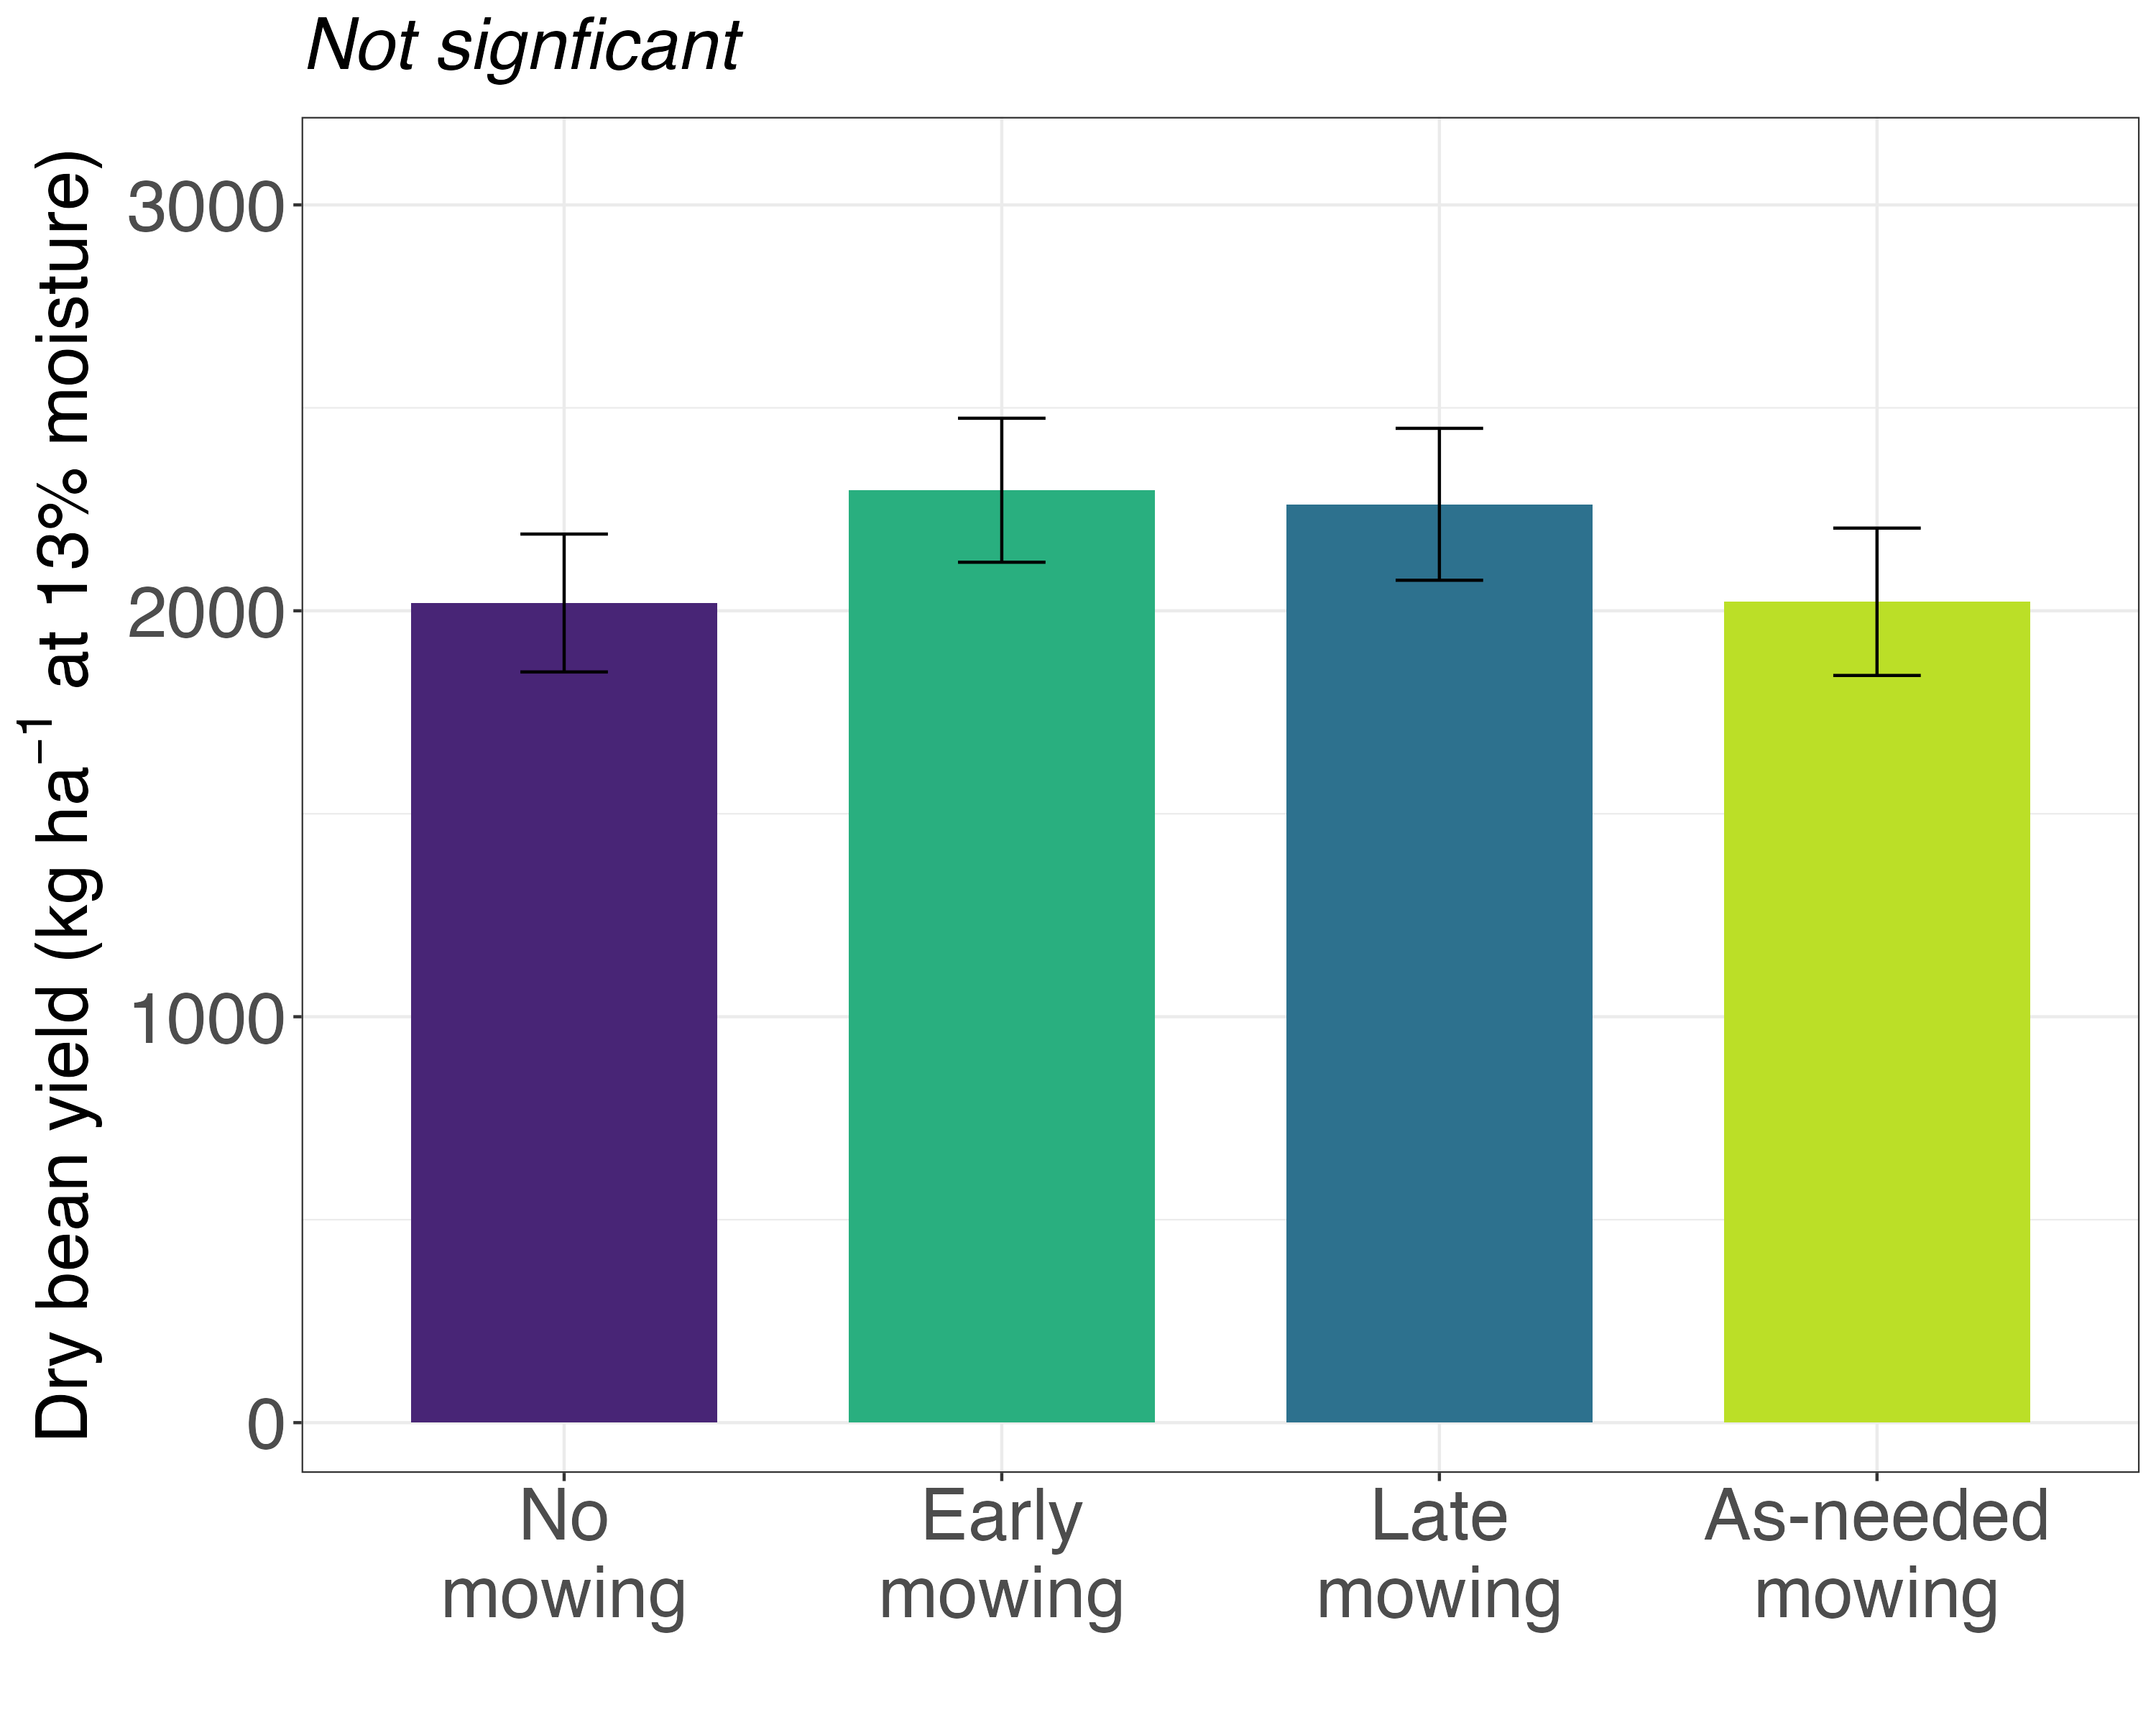 Not signficant
Dry bean yield (kg ha⁻¹ at 13% moisture)
3000
2000
1000
0
No
mowing
Early
mowing
Late
mowing
As-needed
mowing